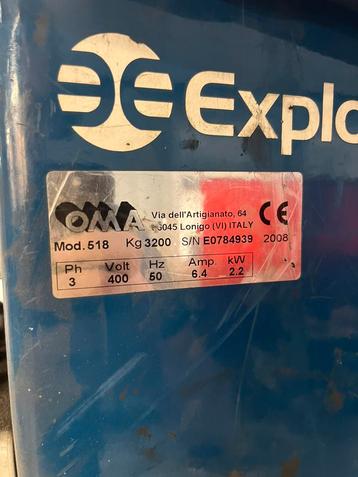 Explo
OMA Via dell'Artigianato, 64
36045 Lonigo (VI) ITALY CE
Mod. 518 Kg 3200 S/N E0784939 2008
Ph Volt Hz Amp. kW
3 400 50 6.4 2.2